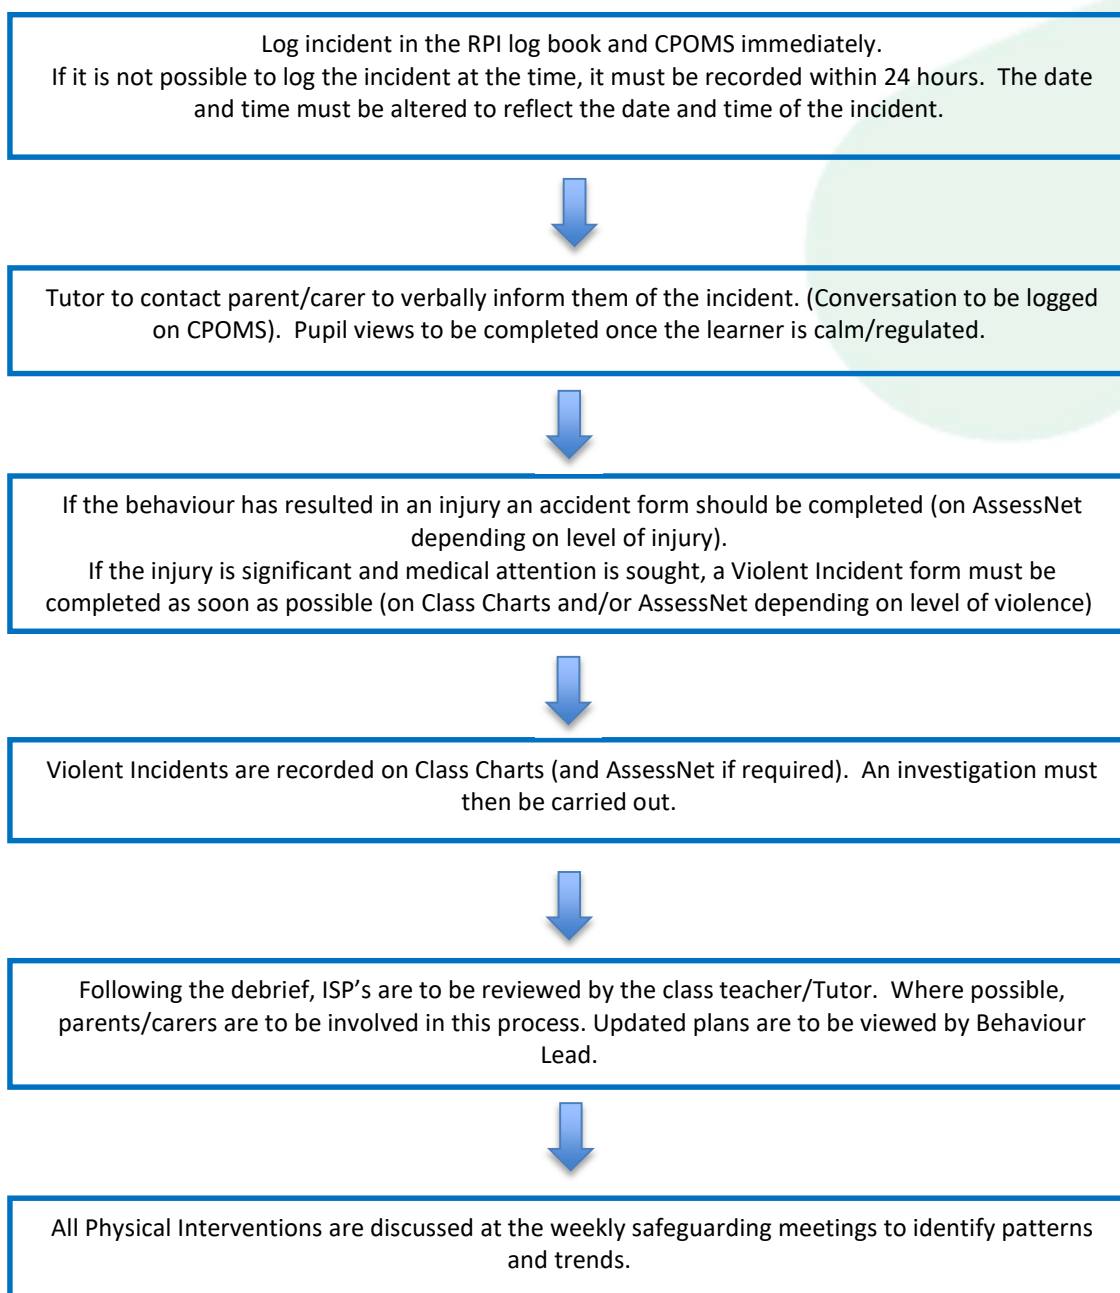 Log incident in the RPI log book and CPOMS immediately.
If it is not possible to log the incident at the time, it must be recorded within 24 hours.  The date
and time must be altered to reflect the date and time of the incident.
Tutor to contact parent/carer to verbally inform them of the incident. (Conversation to be logged
on CPOMS).  Pupil views to be completed once the learner is calm/regulated.
If the behaviour has resulted in an injury an accident form should be completed (on AssessNet
depending on level of injury).
If the injury is significant and medical attention is sought, a Violent Incident form must be
completed as soon as possible (on Class Charts and/or AssessNet depending on level of violence)
Violent Incidents are recorded on Class Charts (and AssessNet if required).  An investigation must
then be carried out.
Following the debrief, ISP's are to be reviewed by the class teacher/Tutor.  Where possible,
parents/carers are to be involved in this process. Updated plans are to be viewed by Behaviour
Lead.
All Physical Interventions are discussed at the weekly safeguarding meetings to identify patterns
and trends.